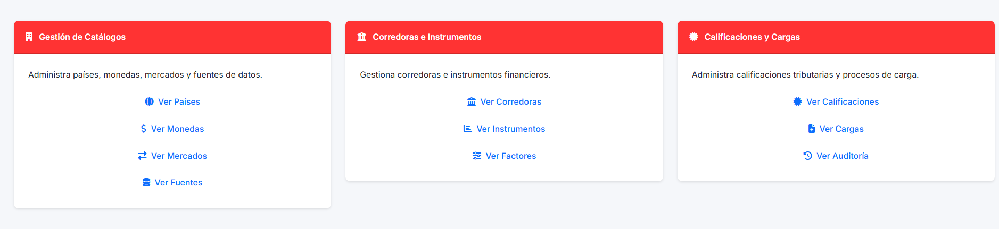 Gestión de Catálogos
Administra países, monedas, mercados y fuentes de datos.
Ver Países
Ver Monedas
Ver Mercados
Ver Fuentes
Corredoras e Instrumentos
Gestiona corredoras e instrumentos financieros.
Ver Corredoras
Ver Instrumentos
Ver Factores
Calificaciones y Cargas
Administra calificaciones tributarias y procesos de carga.
Ver Calificaciones
Ver Cargas
Ver Auditoría